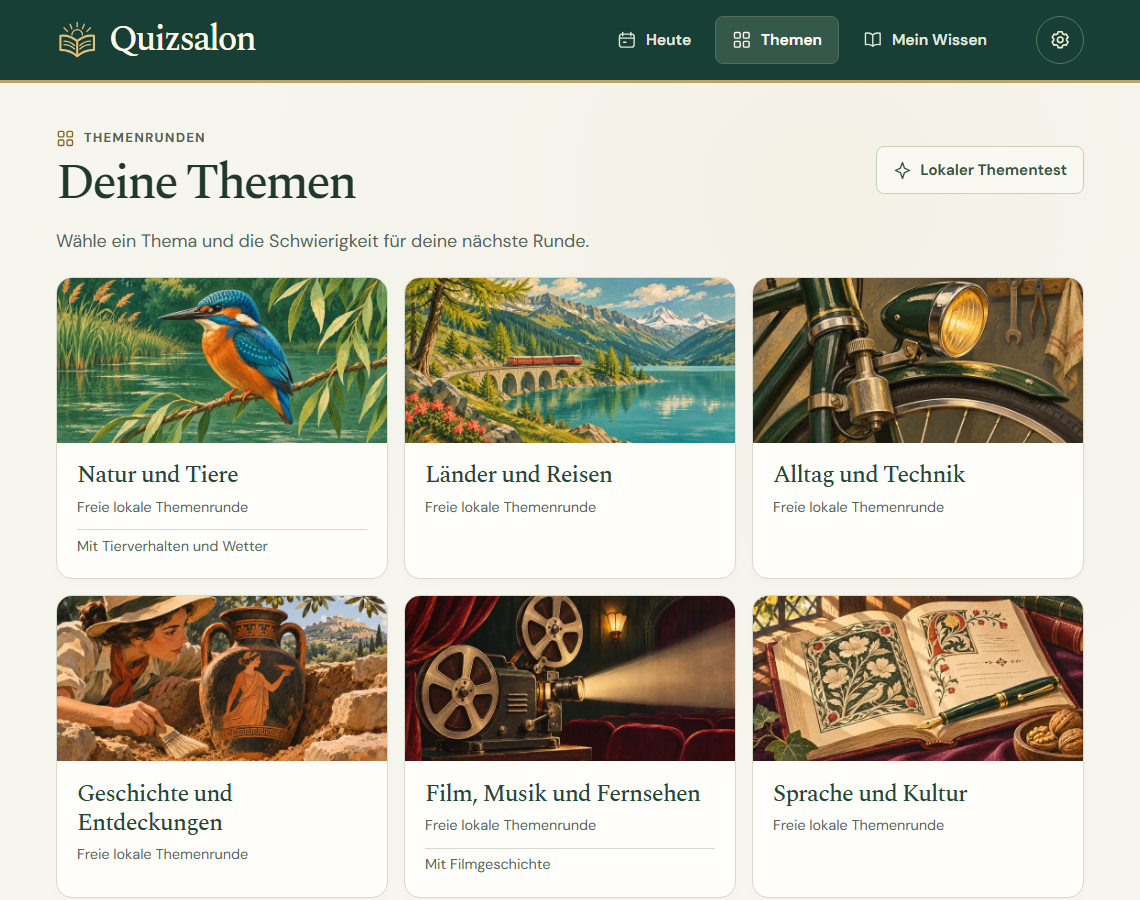 Quizsalon
Heute
Themen
Mein Wissen
THEMENRUNDEN
Deine Themen
Lokaler Thementest
Wähle ein Thema und die Schwierigkeit für deine nächste Runde.
Natur und Tiere
Freie lokale Themenrunde
Mit Tierverhalten und Wetter
Länder und Reisen
Freie lokale Themenrunde
Alltag und Technik
Freie lokale Themenrunde
Geschichte und
Entdeckungen
Freie lokale Themenrunde
Film, Musik und Fernsehen
Freie lokale Themenrunde
Mit Filmgeschichte
Sprache und Kultur
Freie lokale Themenrunde